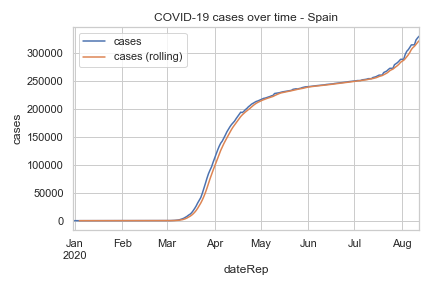 COVID-19 cases over time - Spain
cases
cases (rolling)
300000
250000
200000
150000
100000
50000
0
cases
Jan Feb Mar Apr May Jun Jul Aug
2020
dateRep